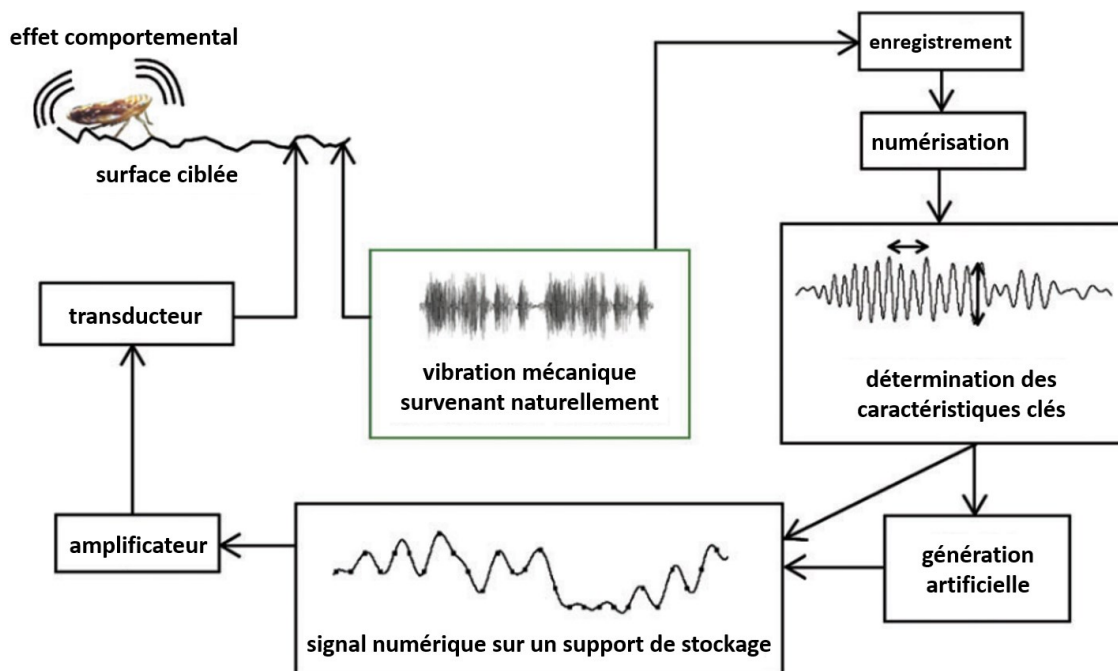 effet comportemental
surface ciblée
enregistrement
numérisation
vibration mécanique
survenant naturellement
détermination des
caractéristiques clés
transducteur
amplificateur
signal numérique sur un support de stockage
génération
artificielle